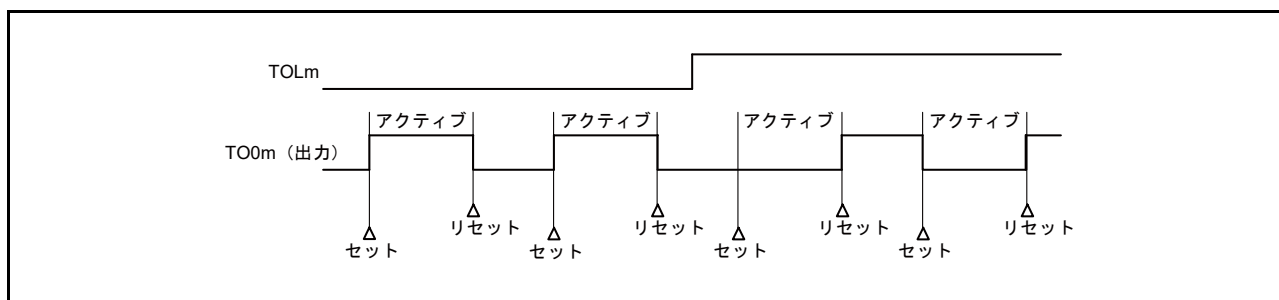 TOLm
アクティブ アクティブ アクティブ アクティブ
TO0m（出力）
リセット リセット リセット リセット
セット セット セット セット